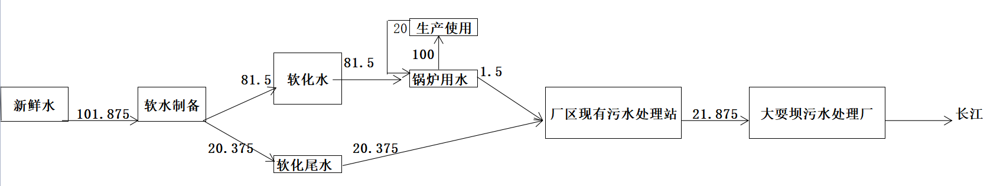 20
生产使用
100
81.5
81.5
软化水
锅炉用水
1.5
新鲜水
101.875
软水制备
厂区现有污水处理站
21.875
大耍坝污水处理厂
长江
20.375
20.375
软化尾水